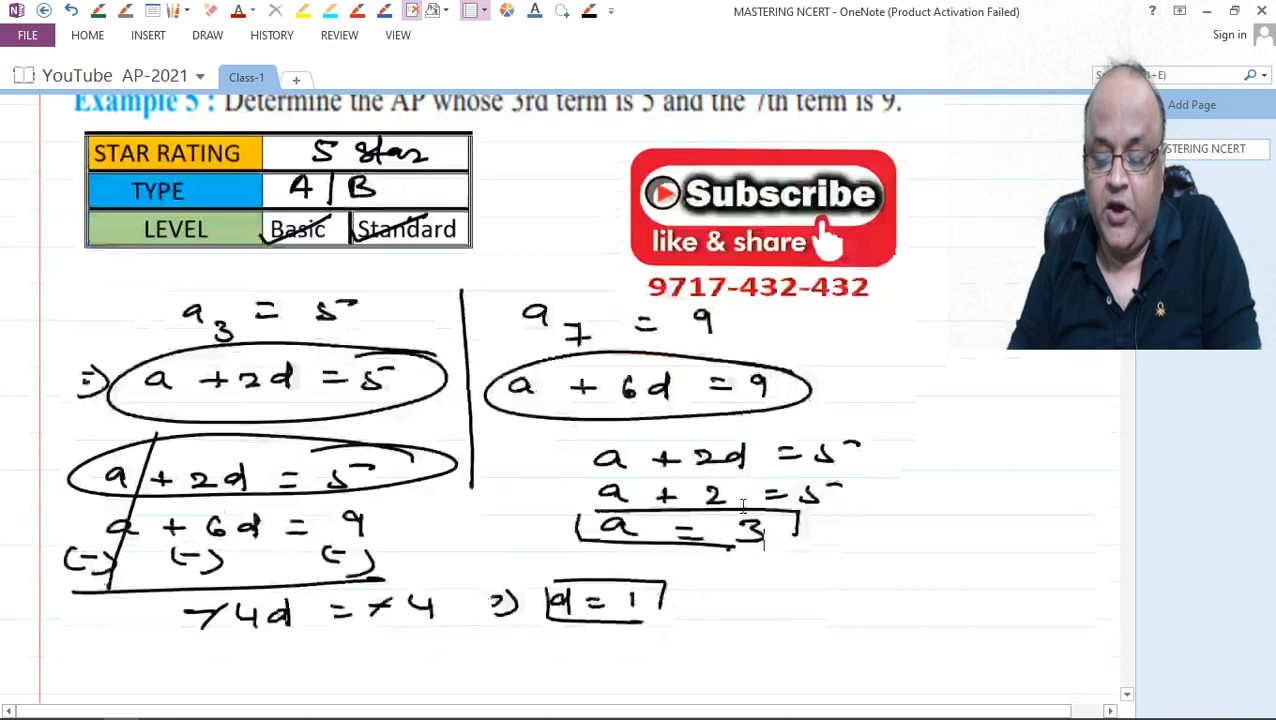 MASTERING NCERT - OneNote (Product Activation Failed)
FILE HOME INSERT DRAW HISTORY REVIEW VIEW
Sign in
YouTube AP-2021
Class-1
Add Page
STERING NCERT
Example 5 : Determine the AP whose 3rd term is 5 and the 7th term is 9.
STAR RATING 5 Star
TYPE A | B
LEVEL Basic Standard
Subscribe
like & share
9717-432-432
a₃ = 5
⇒ a + 2d = 5
a + 2d = 5
a + 6d = 9
(-) (-) (-)
-4d = -4 ⇒ d = 1
a₇ = 9
a + 6d = 9
a + 2d = 5
a + 2 = 5
a = 3